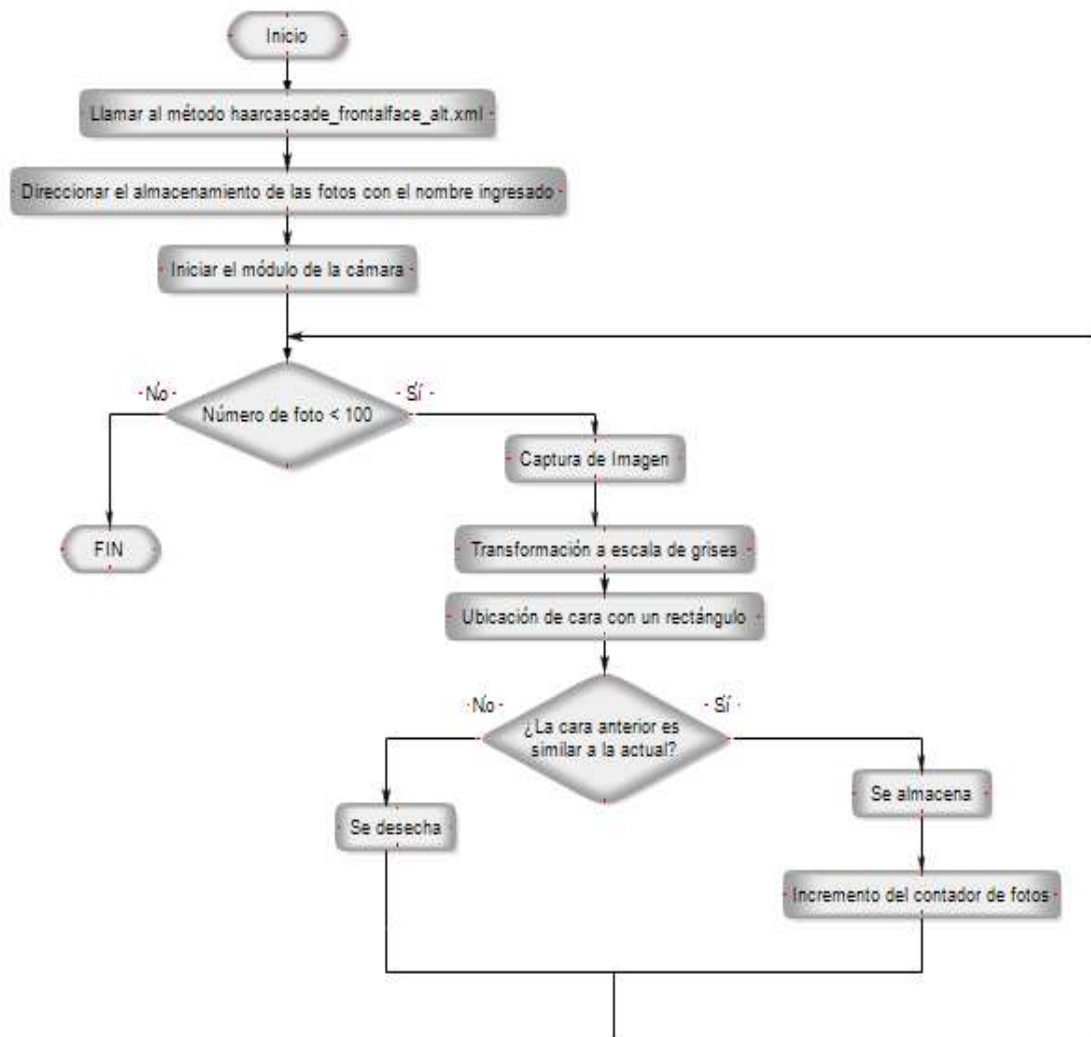 Inicio
Llamar al método haarcascade_frontalface_alt.xml
Direccionar el almacenamiento de las fotos con el nombre ingresado
Iniciar el módulo de la cámara
No
Sí
Número de foto < 100
Captura de Imagen
FIN
Transformación a escala de grises
Ubicación de cara con un rectángulo
No
Sí
¿La cara anterior es
similar a la actual?
Se almacena
Se desecha
Incremento del contador de fotos